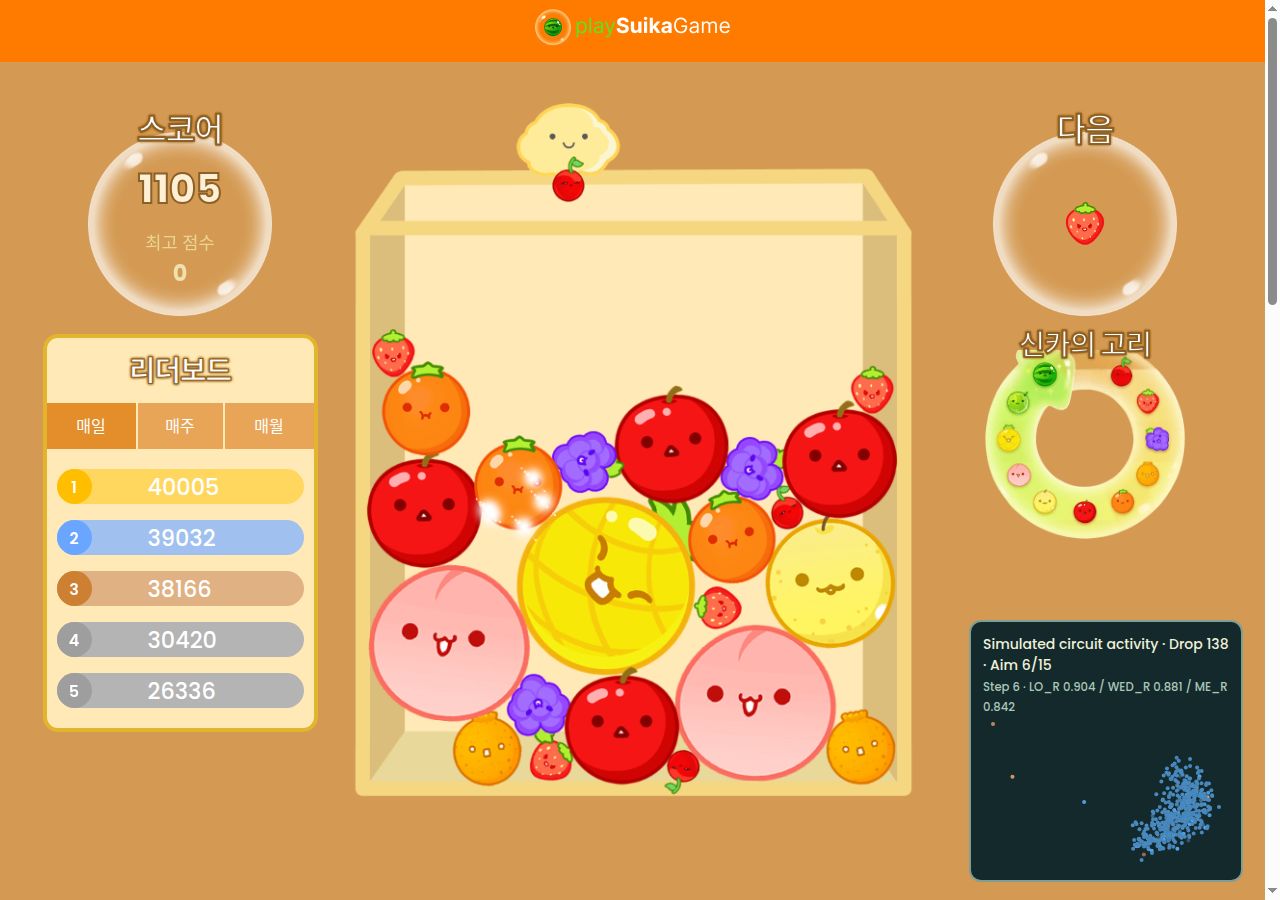 playSuikaGame
스코어
1105
최고 점수
0
다음
리더보드
매일
매주
매월
1 40005
2 39032
3 38166
4 30420
5 26336
신카의 고리
Simulated circuit activity · Drop 138
· Aim 6/15
Step 6 · LO_R 0.904 / WED_R 0.881 / ME_R
0.842